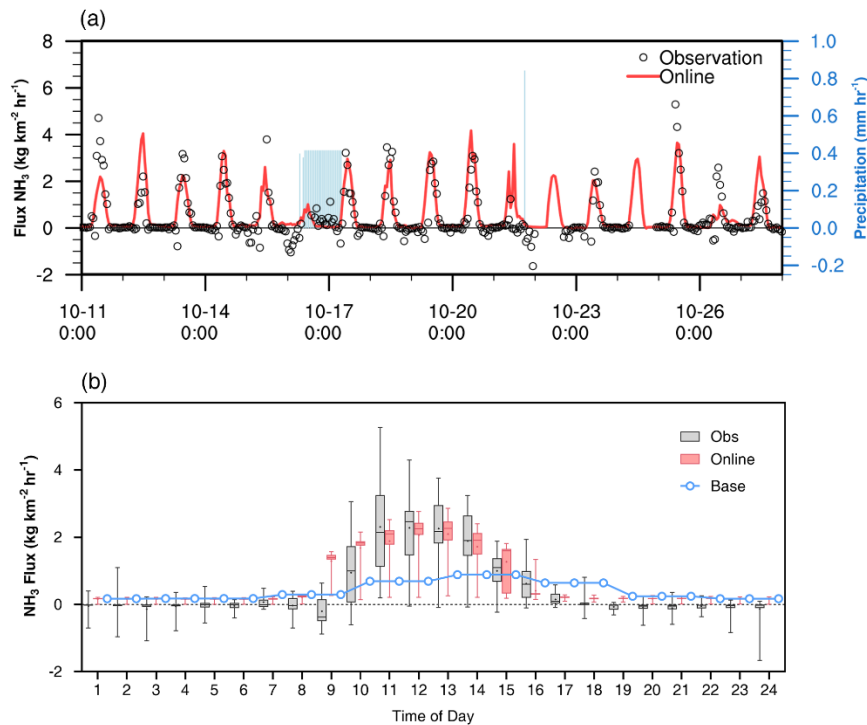 (a)
8
6
4
2
0
-2
Flux NH₃ (kg km⁻² hr⁻¹)
Observation
Online
1.0
0.8
0.6
0.4
0.2
0.0
-0.2
Precipitation (mm hr⁻¹)
10-11 10-14 10-17 10-20 10-23 10-26
0:00 0:00 0:00 0:00 0:00 0:00
(b)
6
4
2
0
-2
NH₃ Flux (kg km⁻² hr⁻¹)
Obs
Online
Base
1 2 3 4 5 6 7 8 9 10 11 12 13 14 15 16 17 18 19 20 21 22 23 24
Time of Day